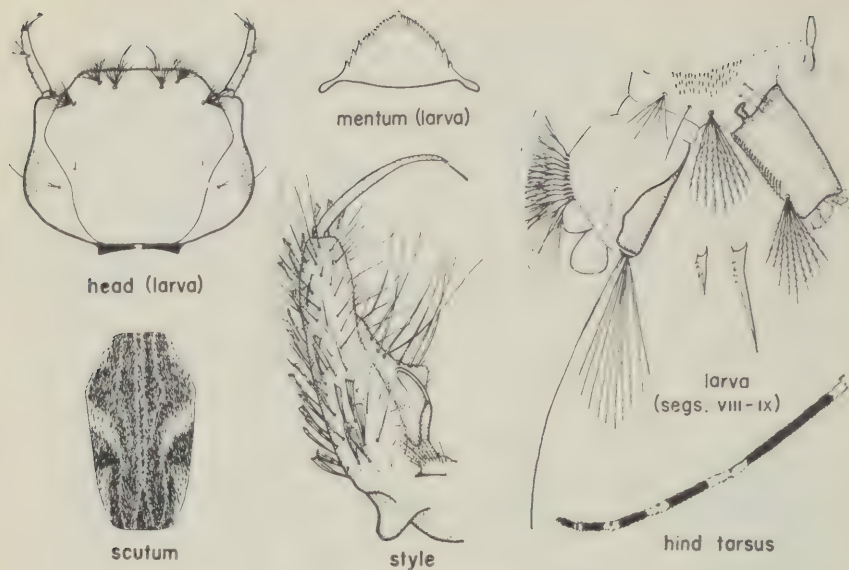 mentum (larva)
head (larva)
larva
(segs. VIII-IX)
scutum
style
hind tarsus